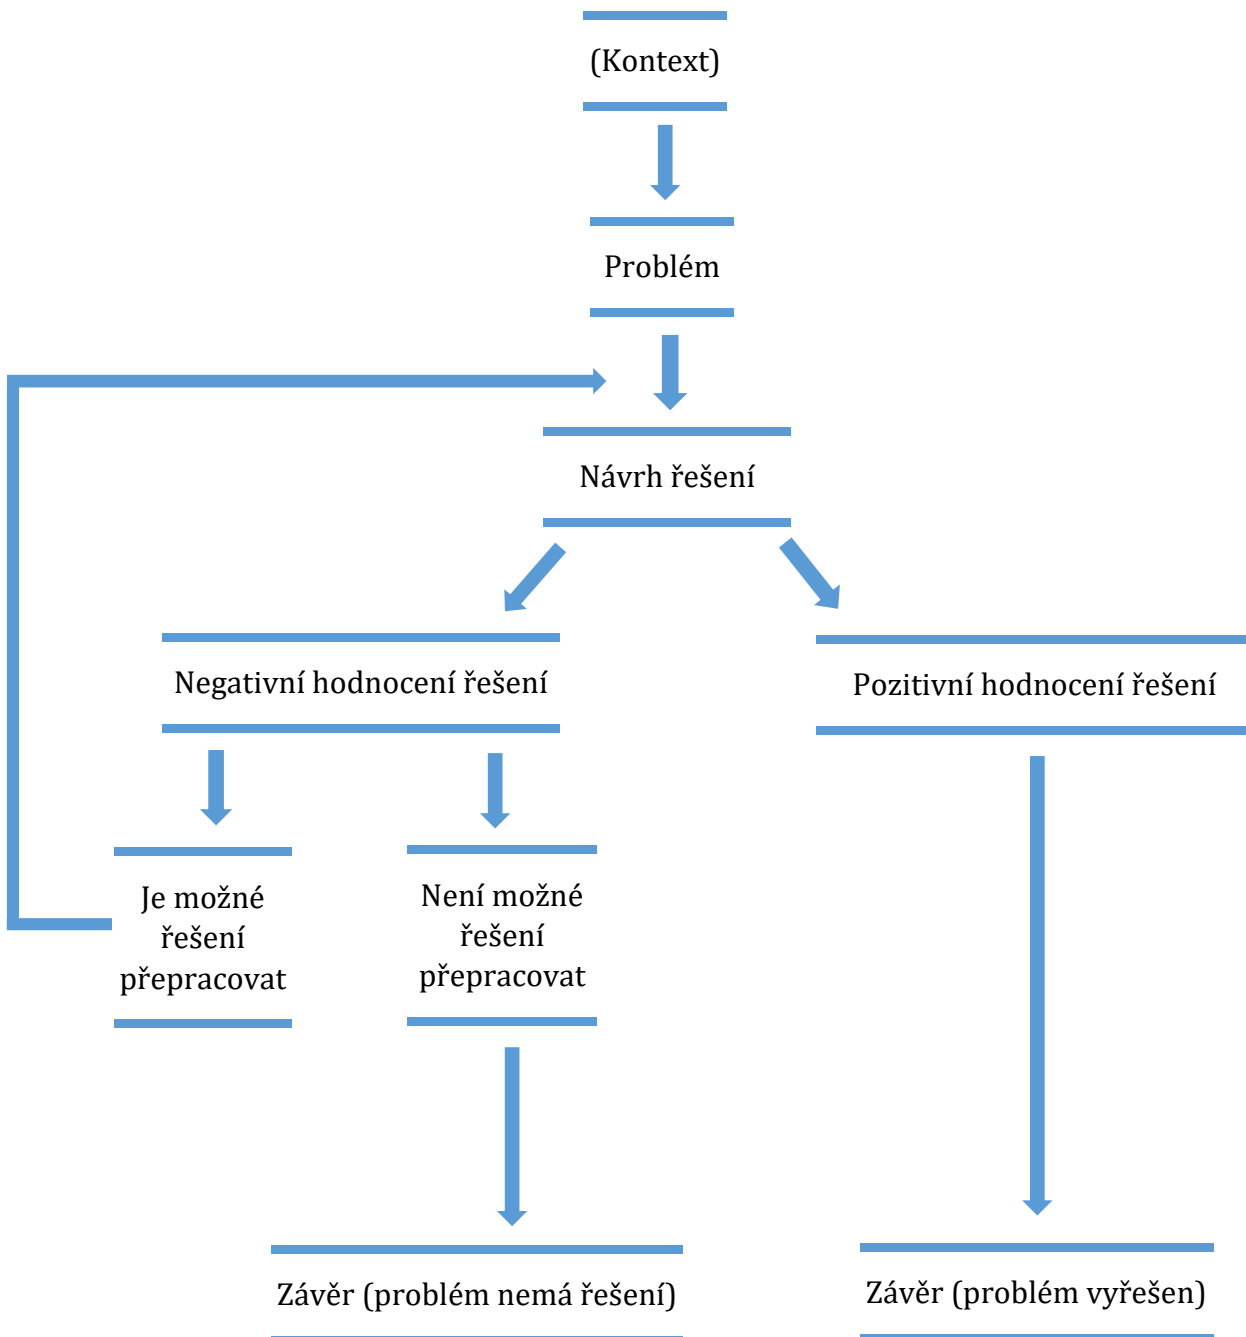 (Kontext)
Problém
Návrh řešení
Negativní hodnocení řešení
Pozitivní hodnocení řešení
Je možné
řešení
přepracovat
Není možné
řešení
přepracovat
Závěr (problém nemá řešení)
Závěr (problém vyřešen)